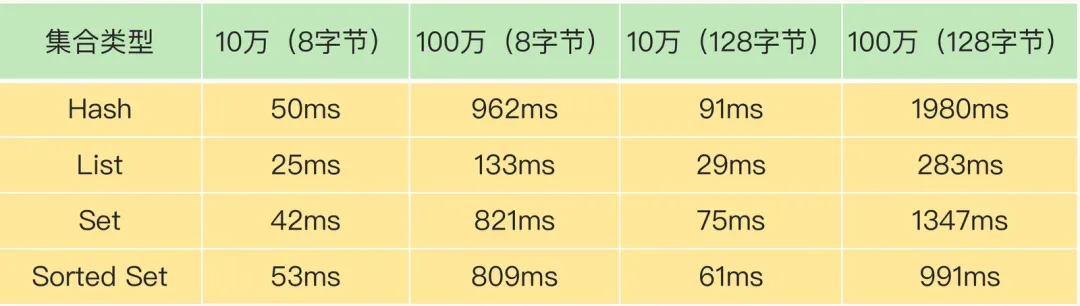 集合类型 10万（8字节） 100万（8字节） 10万（128字节） 100万（128字节）
Hash 50ms 962ms 91ms 1980ms
List 25ms 133ms 29ms 283ms
Set 42ms 821ms 75ms 1347ms
Sorted Set 53ms 809ms 61ms 991ms